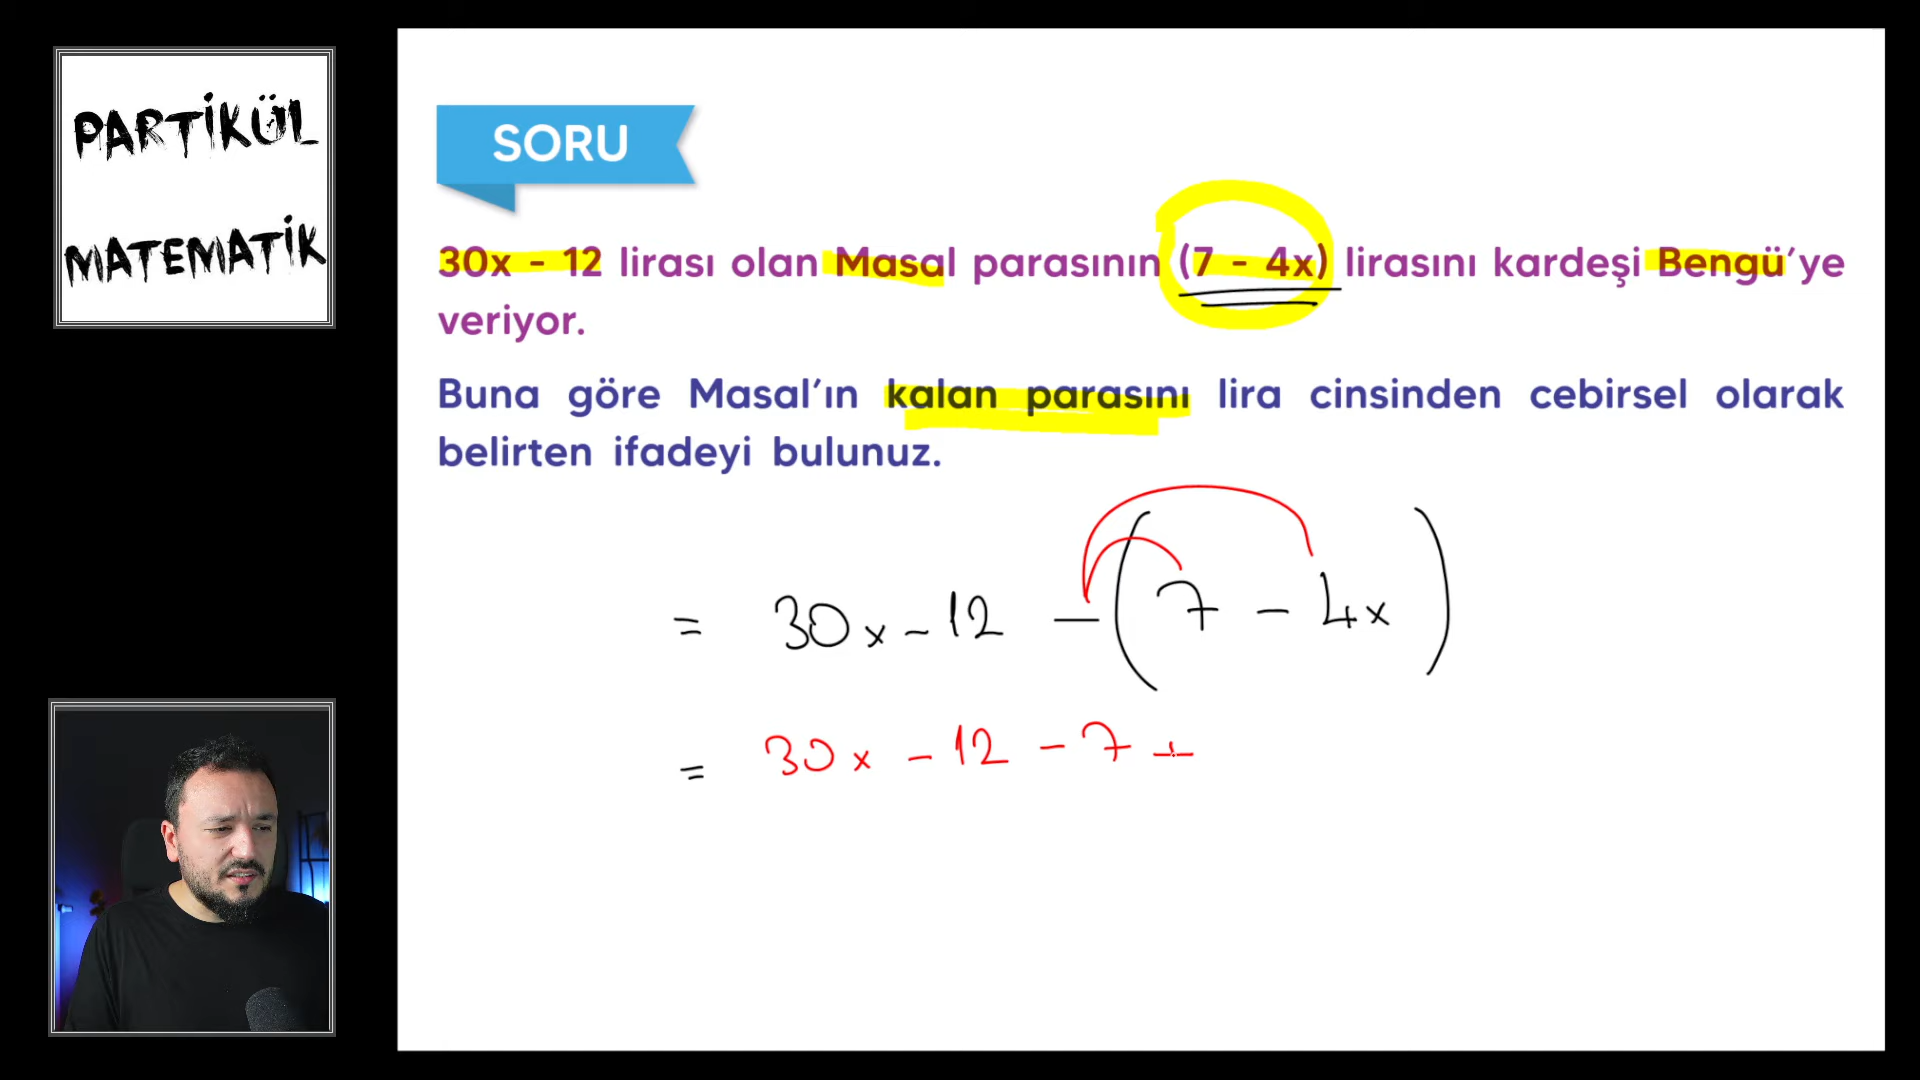 PARTİKÜL
MATEMATİK
SORU
30x - 12 lirası olan Masal parasının (7 - 4x) lirasını kardeşi Bengü'ye
veriyor.
Buna göre Masal'ın kalan parasını lira cinsinden cebirsel olarak
belirten ifadeyi bulunuz.
= 30x - 12 - (7 - 4x)
= 30x - 12 - 7 +